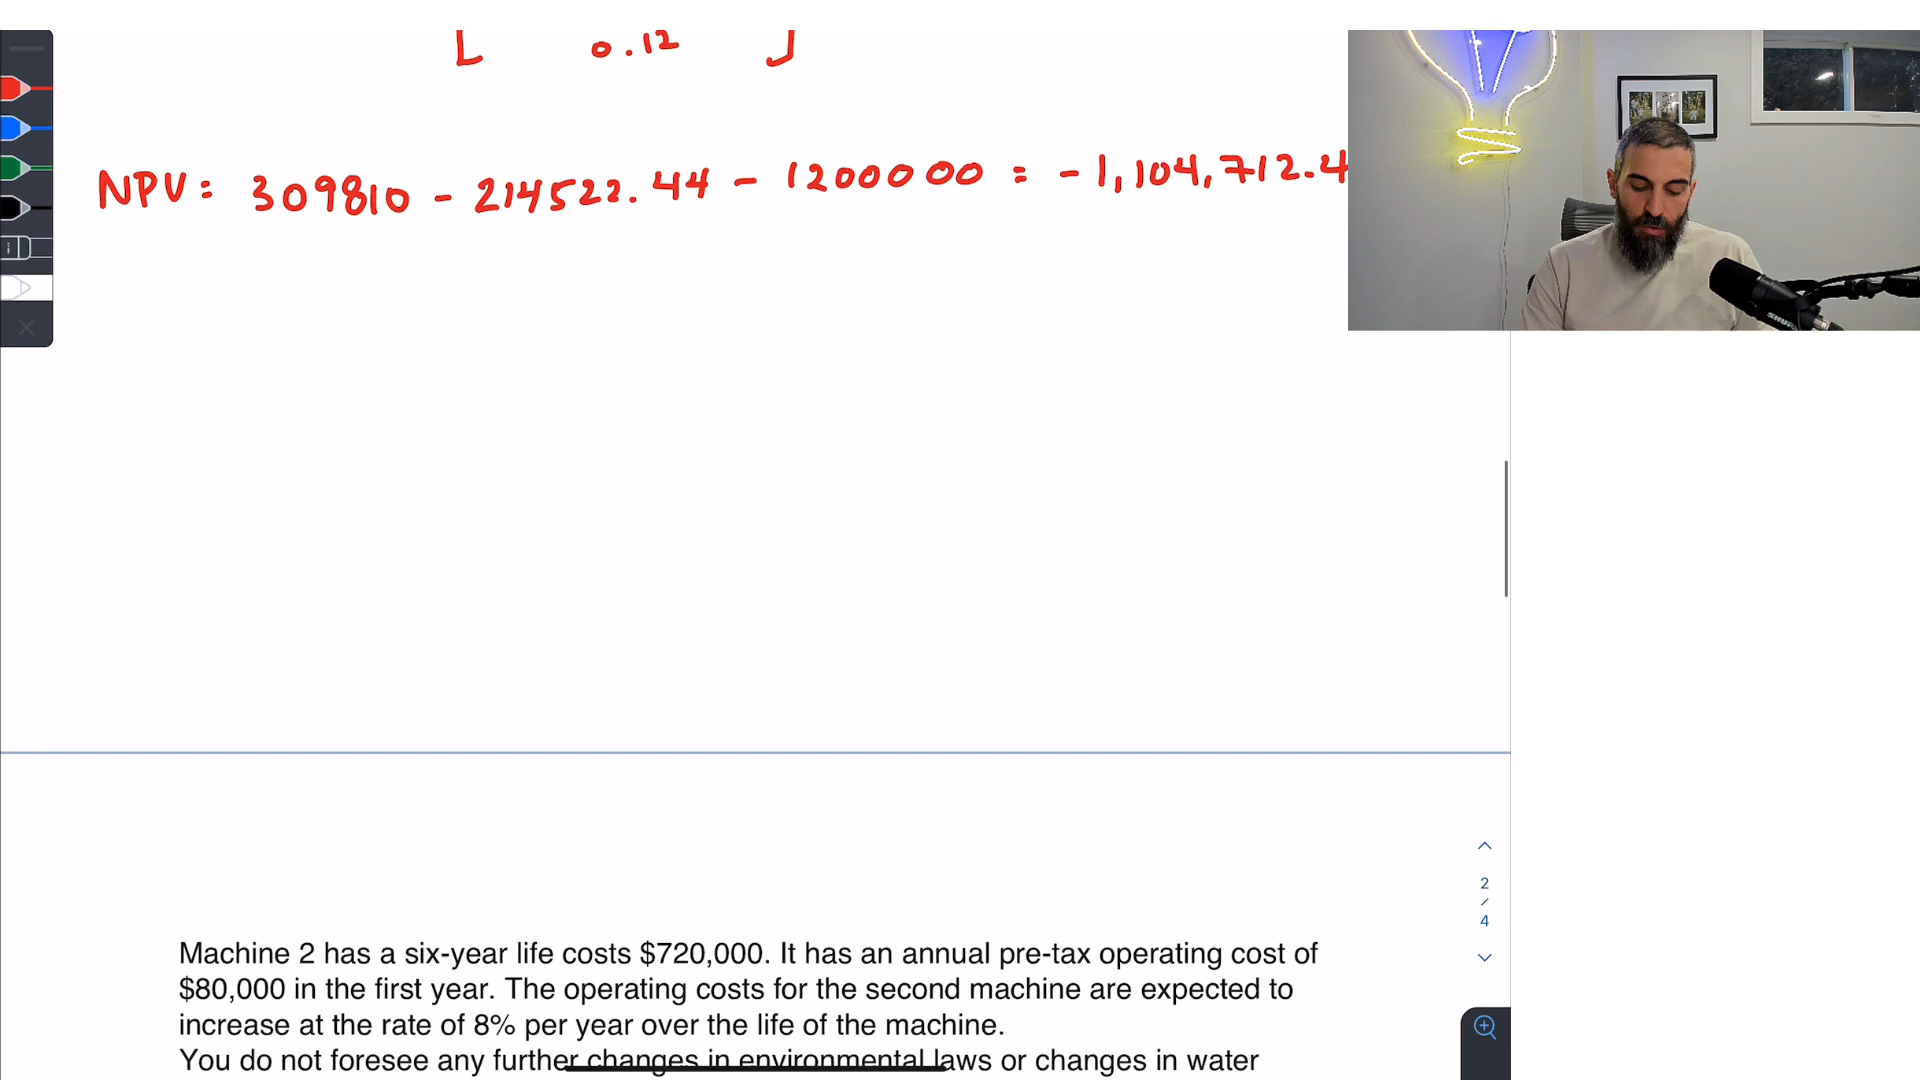 [ 0.12 ]
NPV: 309810 - 214522.44 - 1200000 = -1,104,712.4
2
/
4
Machine 2 has a six-year life costs $720,000. It has an annual pre-tax operating cost of
$80,000 in the first year. The operating costs for the second machine are expected to
increase at the rate of 8% per year over the life of the machine.
You do not foresee any further changes in environmental laws or changes in water
SHURE